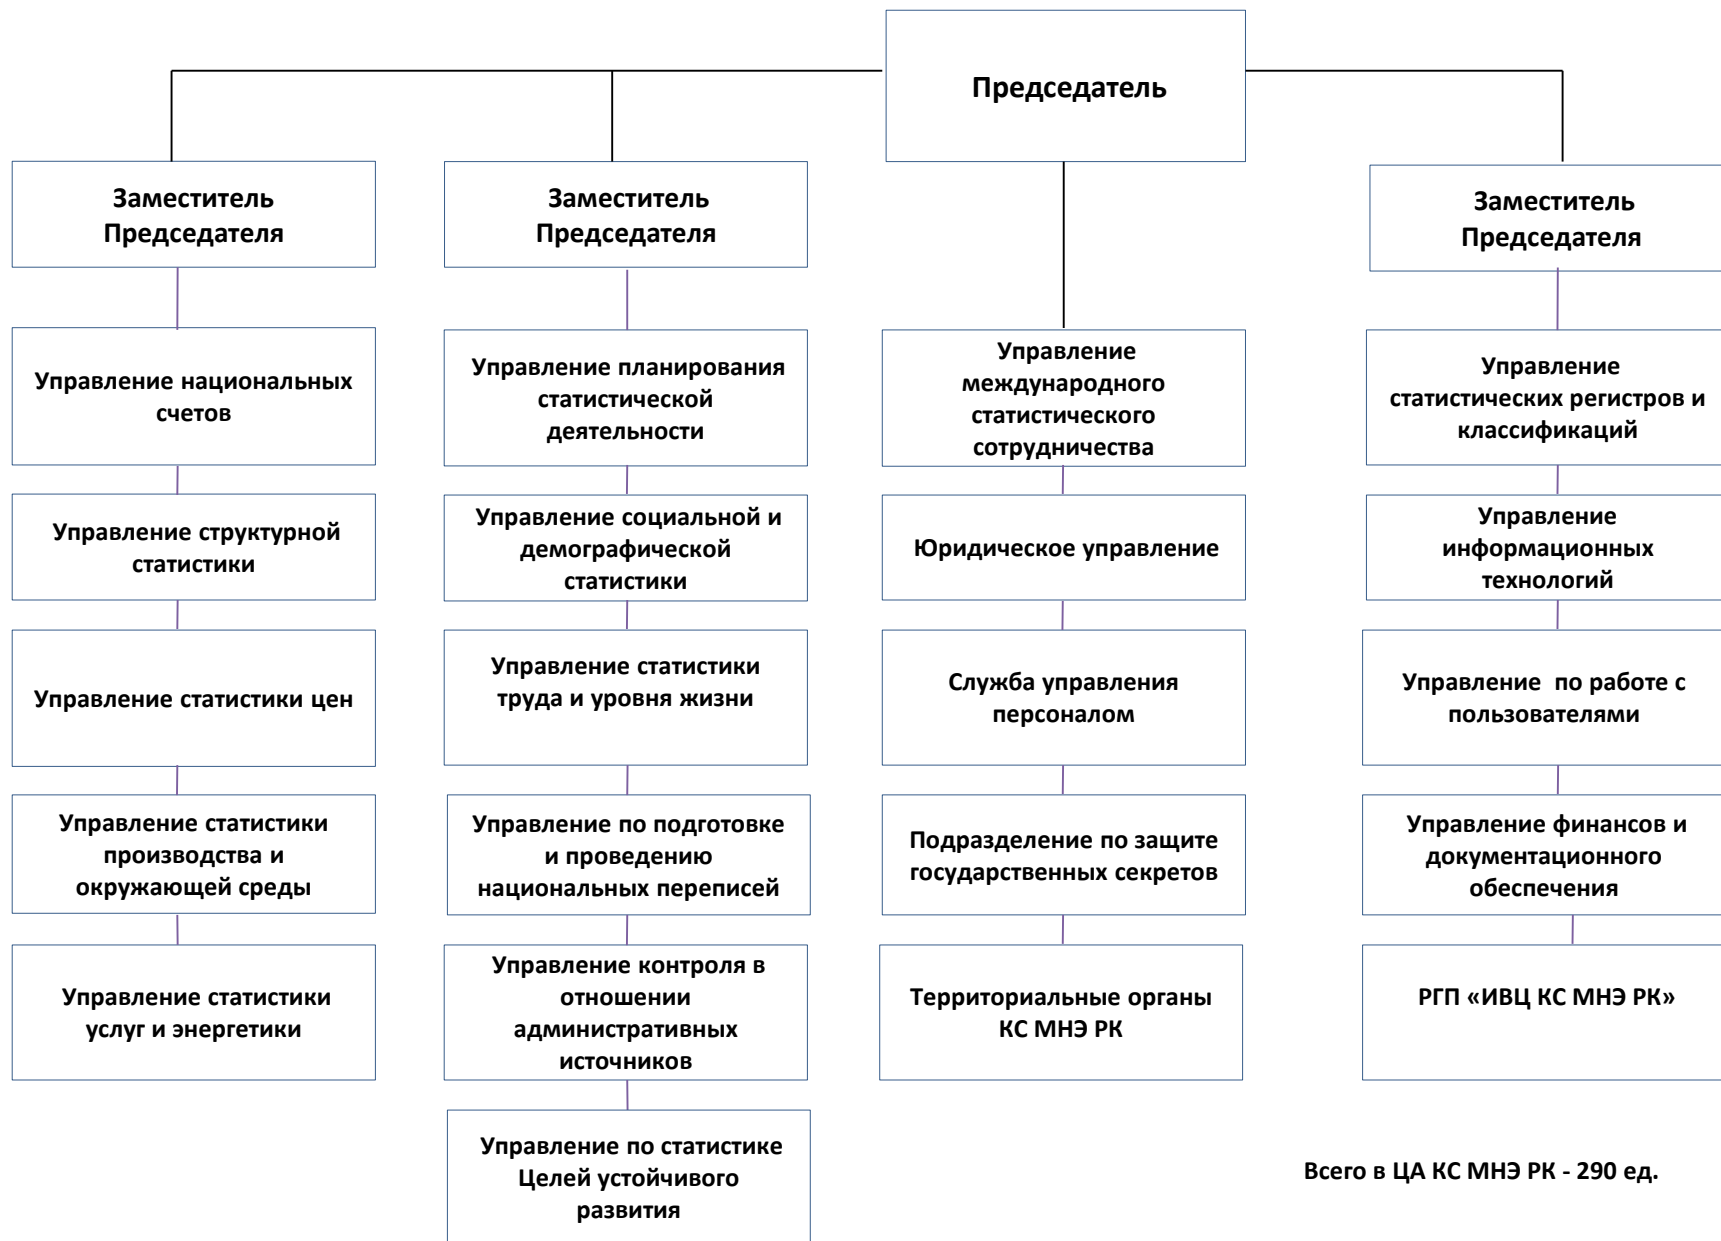 Председатель
Заместитель
Председателя
Заместитель
Председателя
Заместитель
Председателя
Управление национальных
счетов
Управление планирования
статистической
деятельности
Управление
международного
статистического
сотрудничества
Управление
статистических регистров и
классификаций
Управление структурной
статистики
Управление социальной и
демографической
статистики
Юридическое управление
Управление
информационных
технологий
Управление статистики цен
Управление статистики
труда и уровня жизни
Служба управления
персоналом
Управление по работе с
пользователями
Управление статистики
производства и
окружающей среды
Управление по подготовке
и проведению
национальных переписей
Подразделение по защите
государственных секретов
Управление финансов и
документационного
обеспечения
Управление статистики
услуг и энергетики
Управление контроля в
отношении
административных
источников
Территориальные органы
КС МНЭ РК
РГП «ИВЦ КС МНЭ РК»
Управление по статистике
Целей устойчивого
развития
Всего в ЦА КС МНЭ РК - 290 ед.